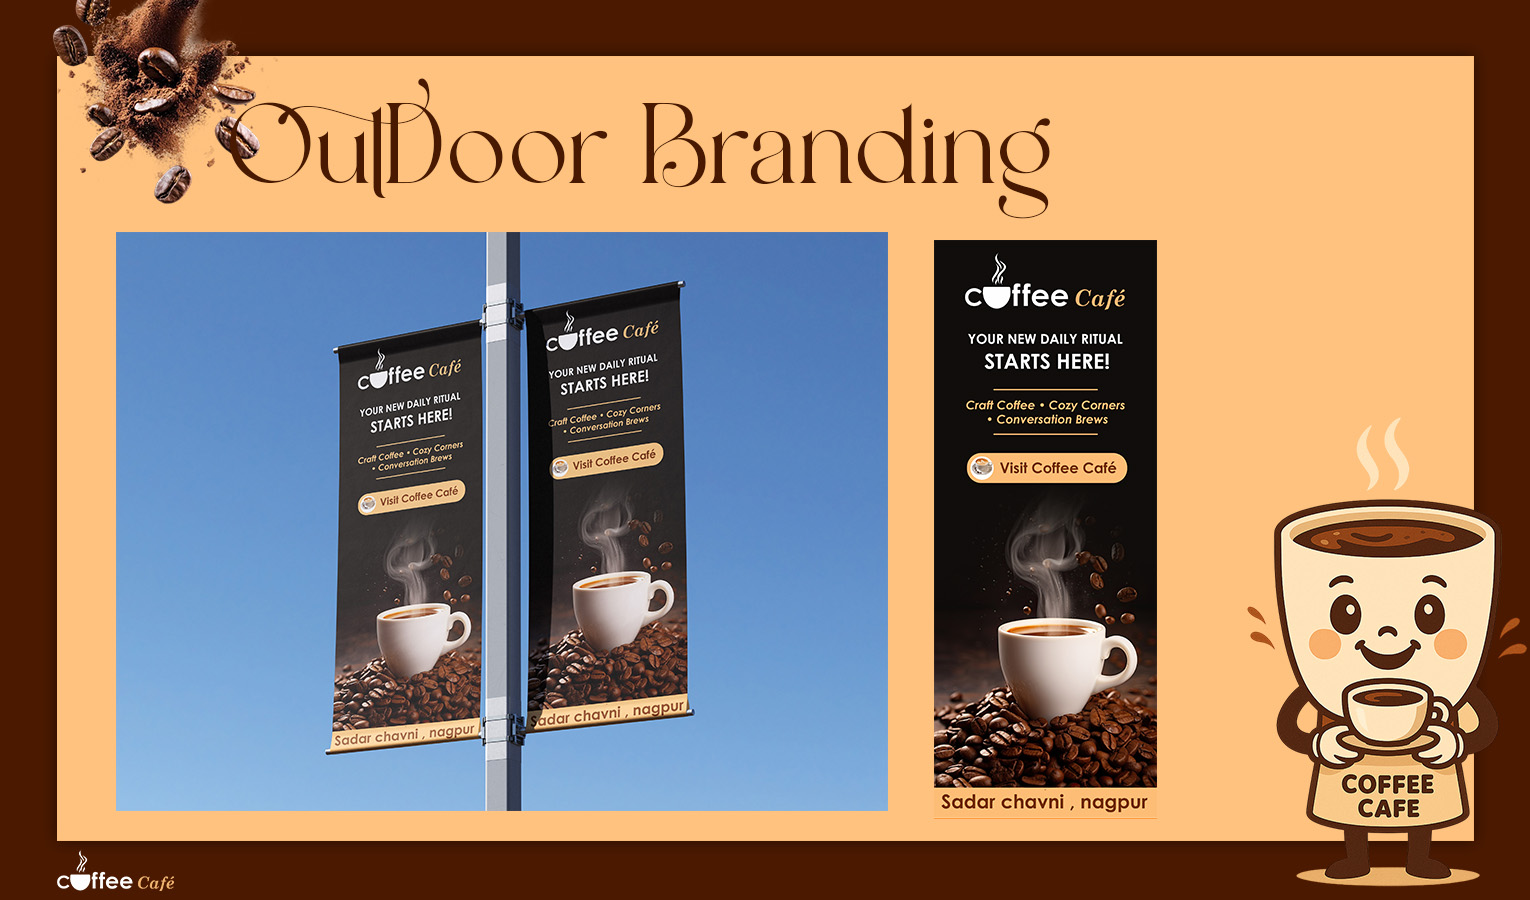 OutDoor Branding
coffee Café
YOUR NEW DAILY RITUAL
STARTS HERE!
Craft Coffee • Cozy Corners
• Conversation Brews
Visit Coffee Café
Sadar chavni , nagpur
coffee Café
YOUR NEW DAILY RITUAL
STARTS HERE!
Craft Coffee • Cozy Corners
• Conversation Brews
Visit Coffee Café
Sadar chavni , nagpur
coffee Café
YOUR NEW DAILY RITUAL
STARTS HERE!
Craft Coffee • Cozy Corners
• Conversation Brews
Visit Coffee Café
Sadar chavni , nagpur
COFFEE
CAFE
coffee Café